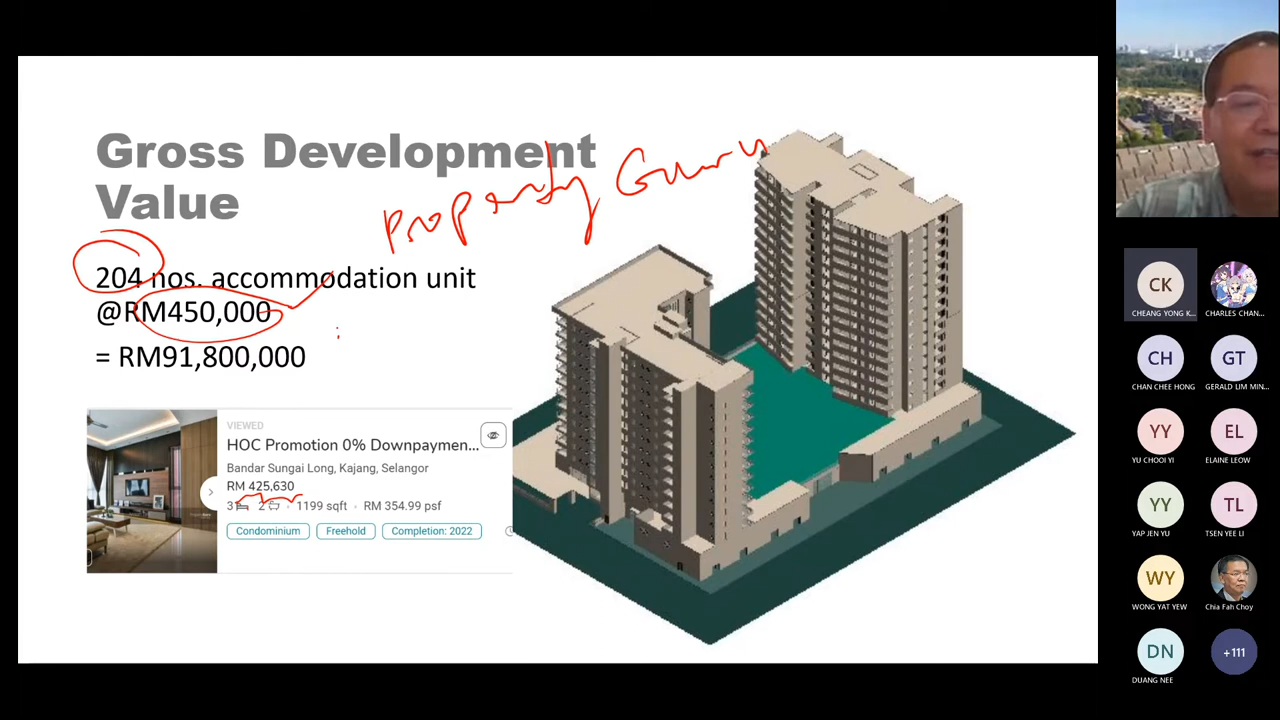 Gross Development
Value
Property Guru
204 nos. accommodation unit
@RM450,000
= RM91,800,000
VIEWED
HOC Promotion 0% Downpaymen...
Bandar Sungai Long, Kajang, Selangor
RM 425,630
3 2 · 1199 sqft · RM 354.99 psf
Condominium Freehold Completion: 2022
CK
CHEANG YONG K...
CHARLES CHAN...
CH
CHAN CHEE HONG
GT
GERALD LIM MIN...
YY
YU CHOOI YI
EL
ELAINE LEOW
YY
YAP JEN YU
TL
TSEN YEE LI
WY
WONG YAT YEW
Chia Fah Choy
DN
DUANG NEE
+111